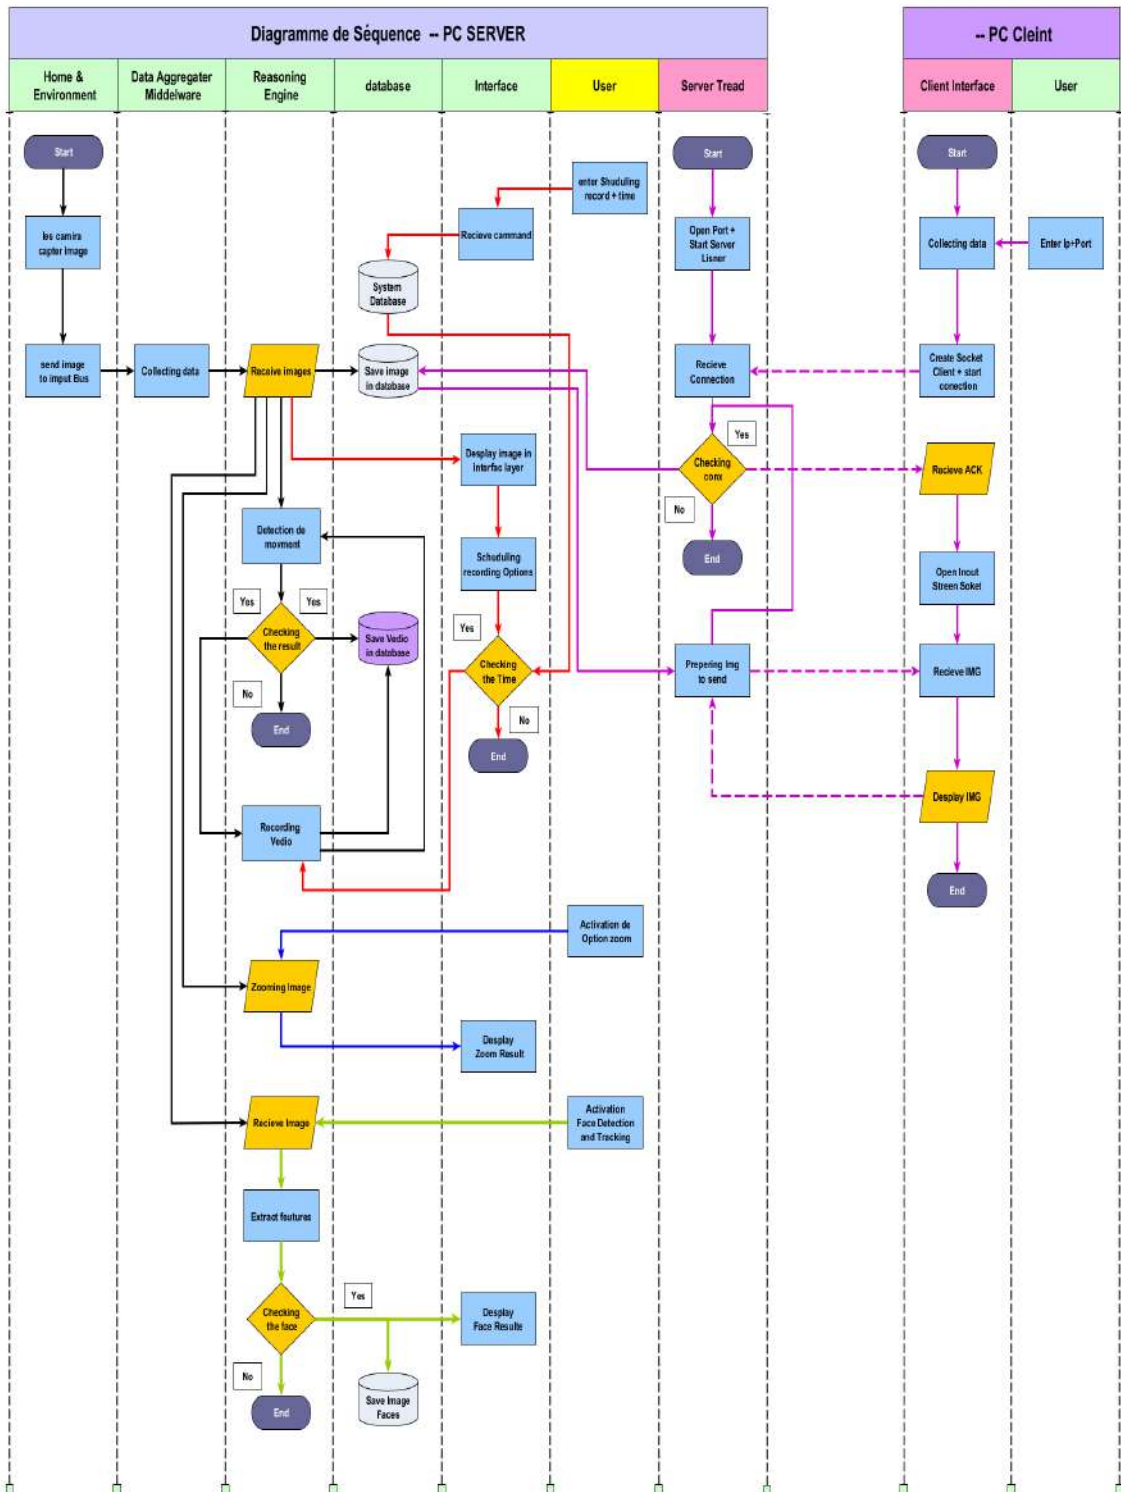 Diagramme de Séquence -- PC SERVER
-- PC Cleint
Home &
Environment
Data Aggregater
Middelware
Reasoning
Engine
database
Interface
User
Server Tread
Client Interface
User
Start
les camira
capter Image
send image
to imput Bus
Collecting data
Receive images
Save image
in database
enter Shuduling
record + time
Recieve cammand
System
Database
Start
Open Port +
Start Server
Lisner
Recieve
Connection
Yes
Checking
conx
No
End
Start
Collecting data
Enter Ip+Port
Create Socket
Client + start
conection
Recieve ACK
Open Inout
Streen Soket
Recieve IMG
Desplay IMG
End
Desplay image in
Interfac layer
Schuduling
recording Options
Yes
Checking
the Time
No
End
Prepering Img
to send
Detection de
movment
Yes
Yes
Checking
the result
No
End
Save Vedio
in database
Recording
Vedio
Activation de
Option zoom
Zooming Image
Desplay
Zoom Result
Activation
Face Detection
and Tracking
Recieve Image
Extract feutures
Checking
the face
Yes
No
End
Desplay
Face Resulte
Save Image
Faces